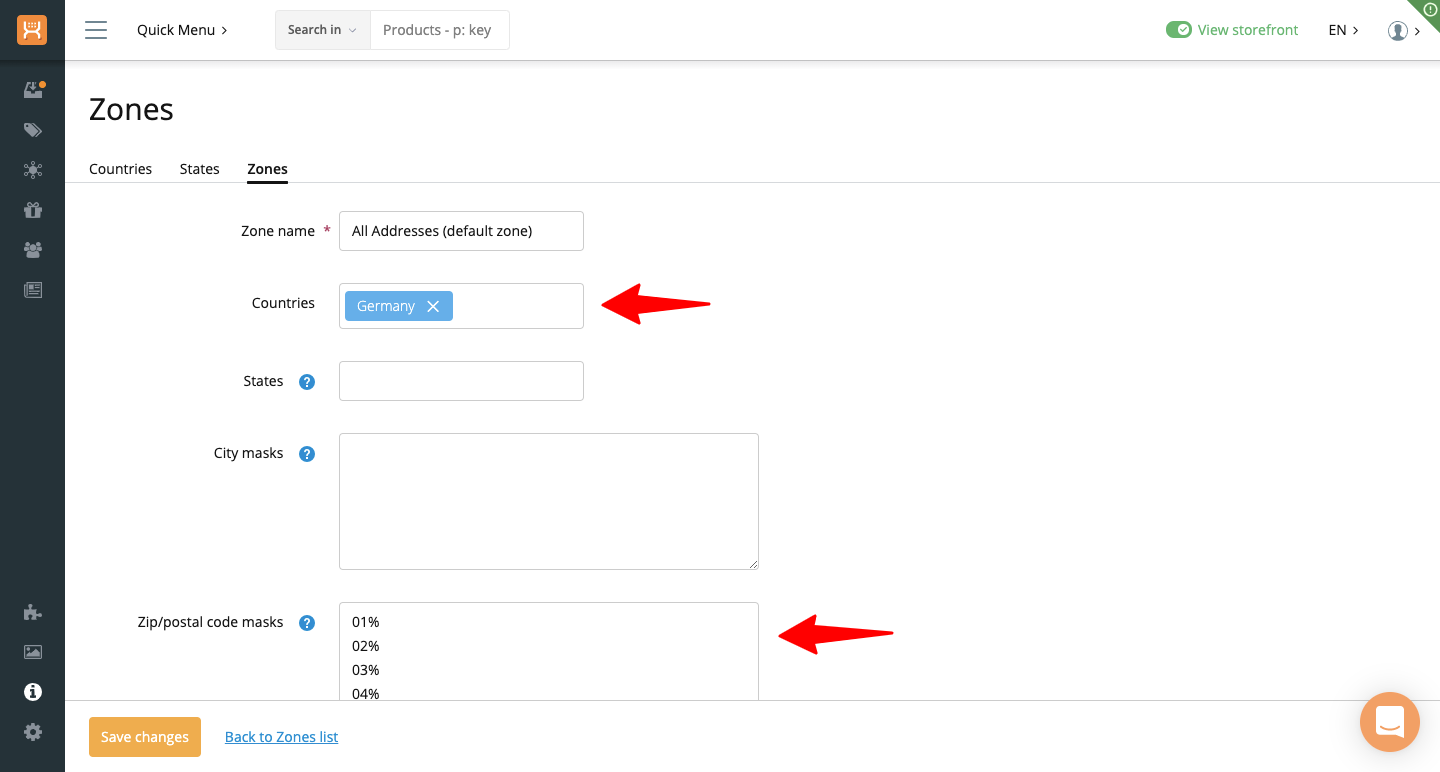 Quick Menu
Search in
Products - p: key
View storefront
EN
Zones
Countries
States
Zones
Zone name *
All Addresses (default zone)
Countries
Germany
States ?
City masks ?
Zip/postal code masks ?
01%
02%
03%
04%
Save changes
Back to Zones list